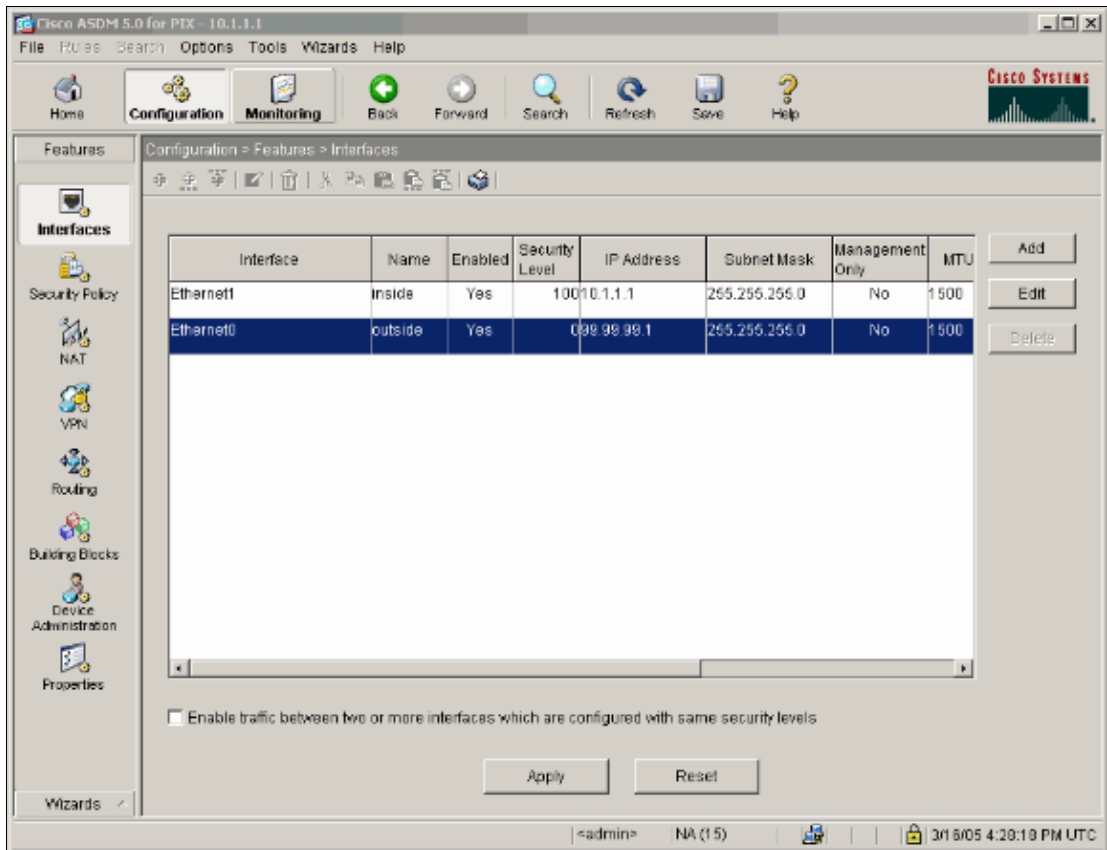 Cisco ASDM 5.0 for PIX - 10.1.1.1
File Rules Search Options Tools Wizards Help
Home Configuration Monitoring Back Forward Search Refresh Save Help
CISCO SYSTEMS
Features
Configuration > Features > Interfaces
Interfaces
Security Policy
NAT
VPN
Routing
Building Blocks
Device Administration
Properties
Wizards
Interface Name Enabled Security Level IP Address Subnet Mask Management Only MTU
Ethernet1 inside Yes 100 10.1.1.1 255.255.255.0 No 1500
Ethernet0 outside Yes 0 99.99.99.1 255.255.255.0 No 1500
Add
Edit
Delete
Enable traffic between two or more interfaces which are configured with same security levels
Apply Reset
<admin> NA (15) 3/16/05 4:28:18 PM UTC